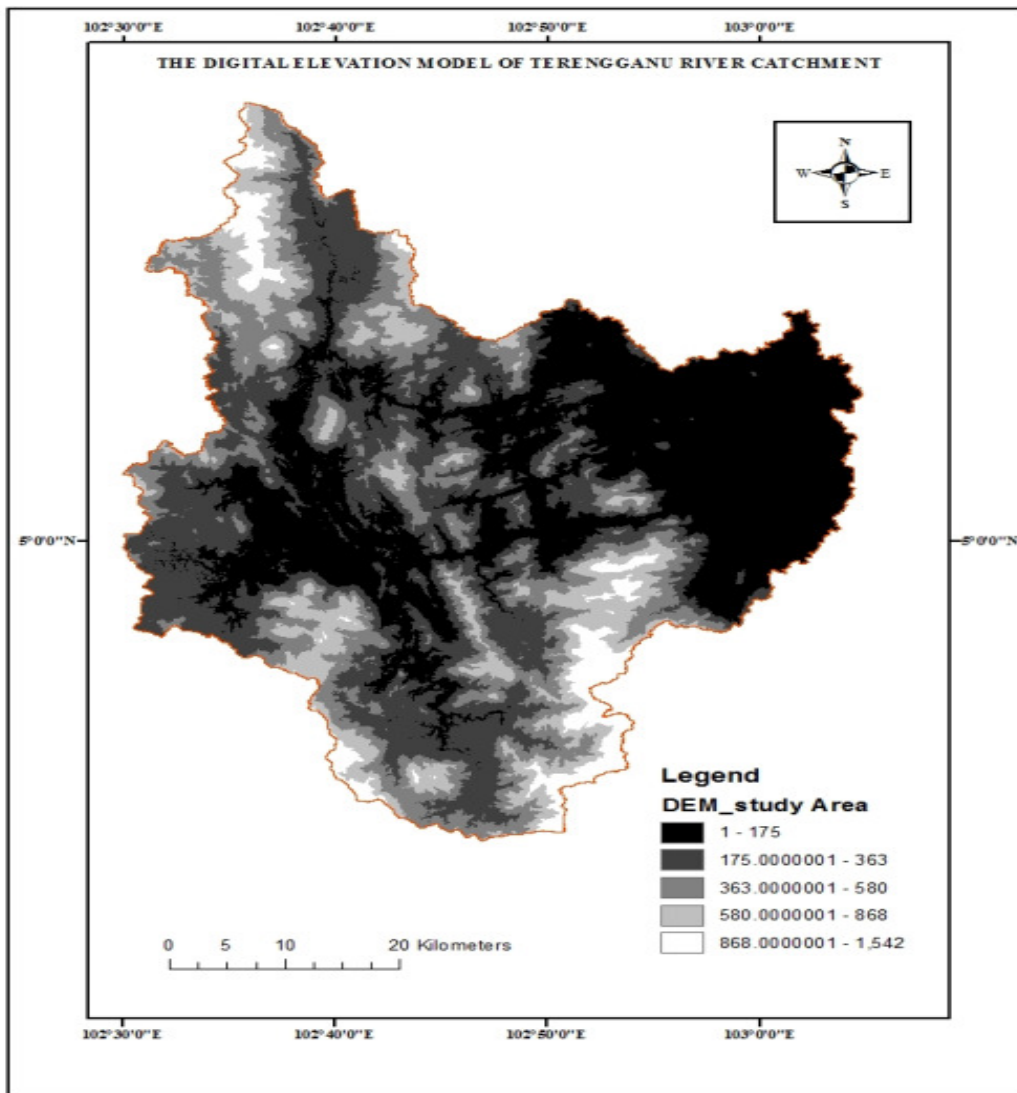 102°30'0"E 102°40'0"E 102°50'0"E 103°0'0"E
THE DIGITAL ELEVATION MODEL OF TERENGGANU RIVER CATCHMENT
N
W E
S
5°0'0"N 5°0'0"N
Legend
DEM_study Area
1 - 175
175.0000001 - 363
363.0000001 - 580
580.0000001 - 868
868.0000001 - 1,542
0 5 10 20 Kilometers
102°30'0"E 102°40'0"E 102°50'0"E 103°0'0"E